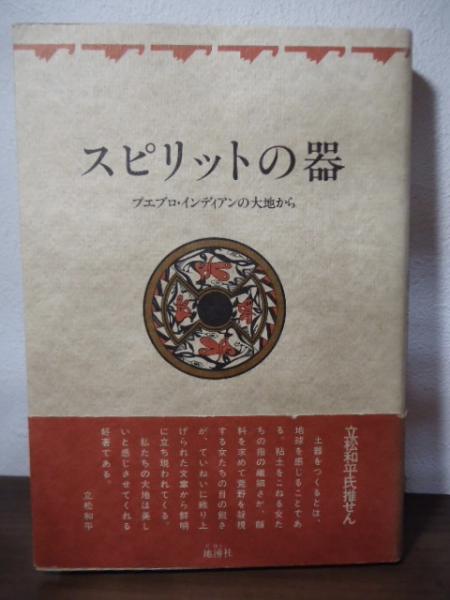 スピリットの器
プエブロ・インディアンの大地から
立松和平氏推せん
土器をつくるとは、
地球を感じることであ
る。粘土をこねる女た
ちの指の繊細さが、顔
料を求めて荒野を凝視
する女たちの目の鋭さ
が、ていねいに織り上
げられた文章から鮮明
に立ち現われてくる。
私たちの大地は美し
いと感じさせてくれる
好著である。
立松和平
地湧社